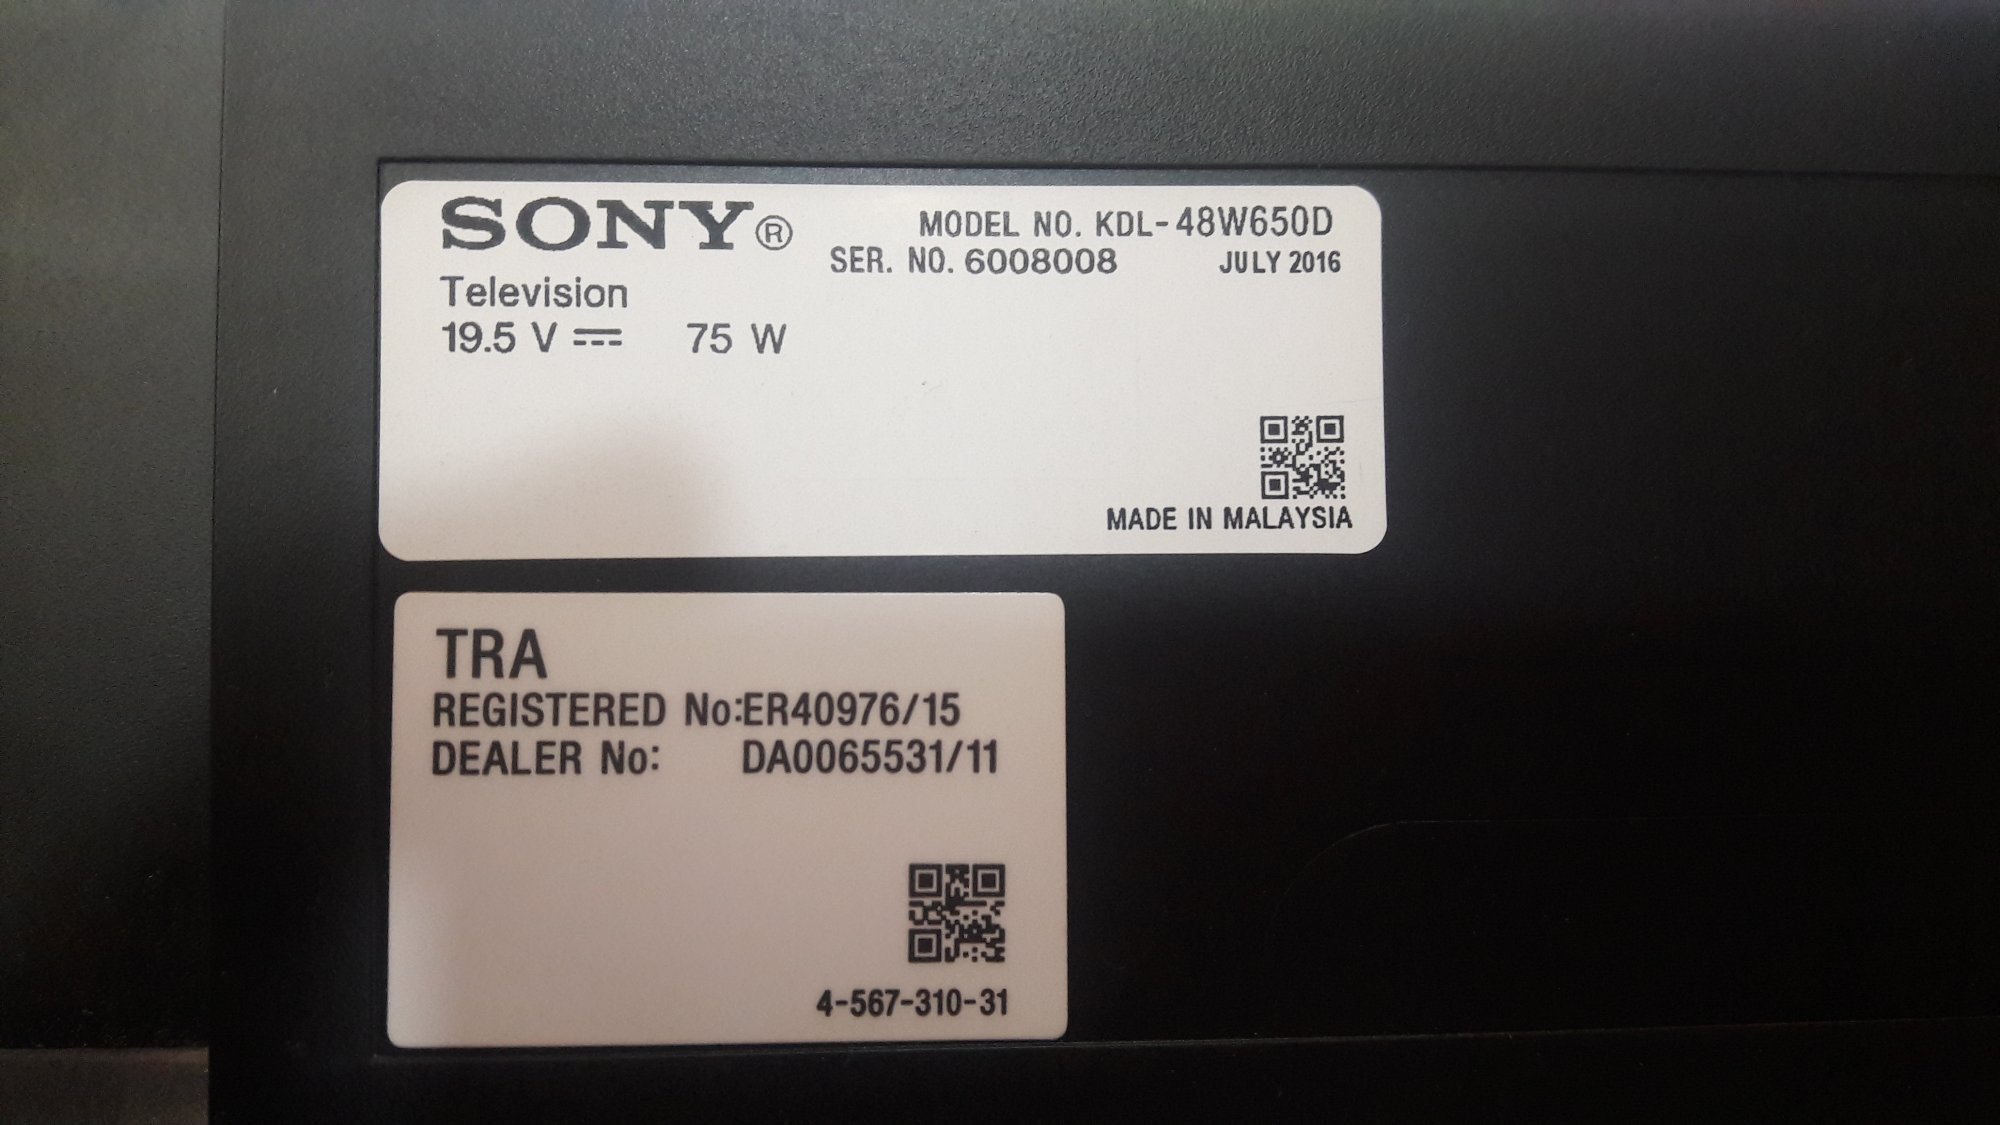 SONY®
MODEL NO. KDL-48W650D
SER. NO. 6008008 JULY 2016
Television
19.5 V ⎓ 75 W
MADE IN MALAYSIA
TRA
REGISTERED No:ER40976/15
DEALER No: DA0065531/11
4-567-310-31